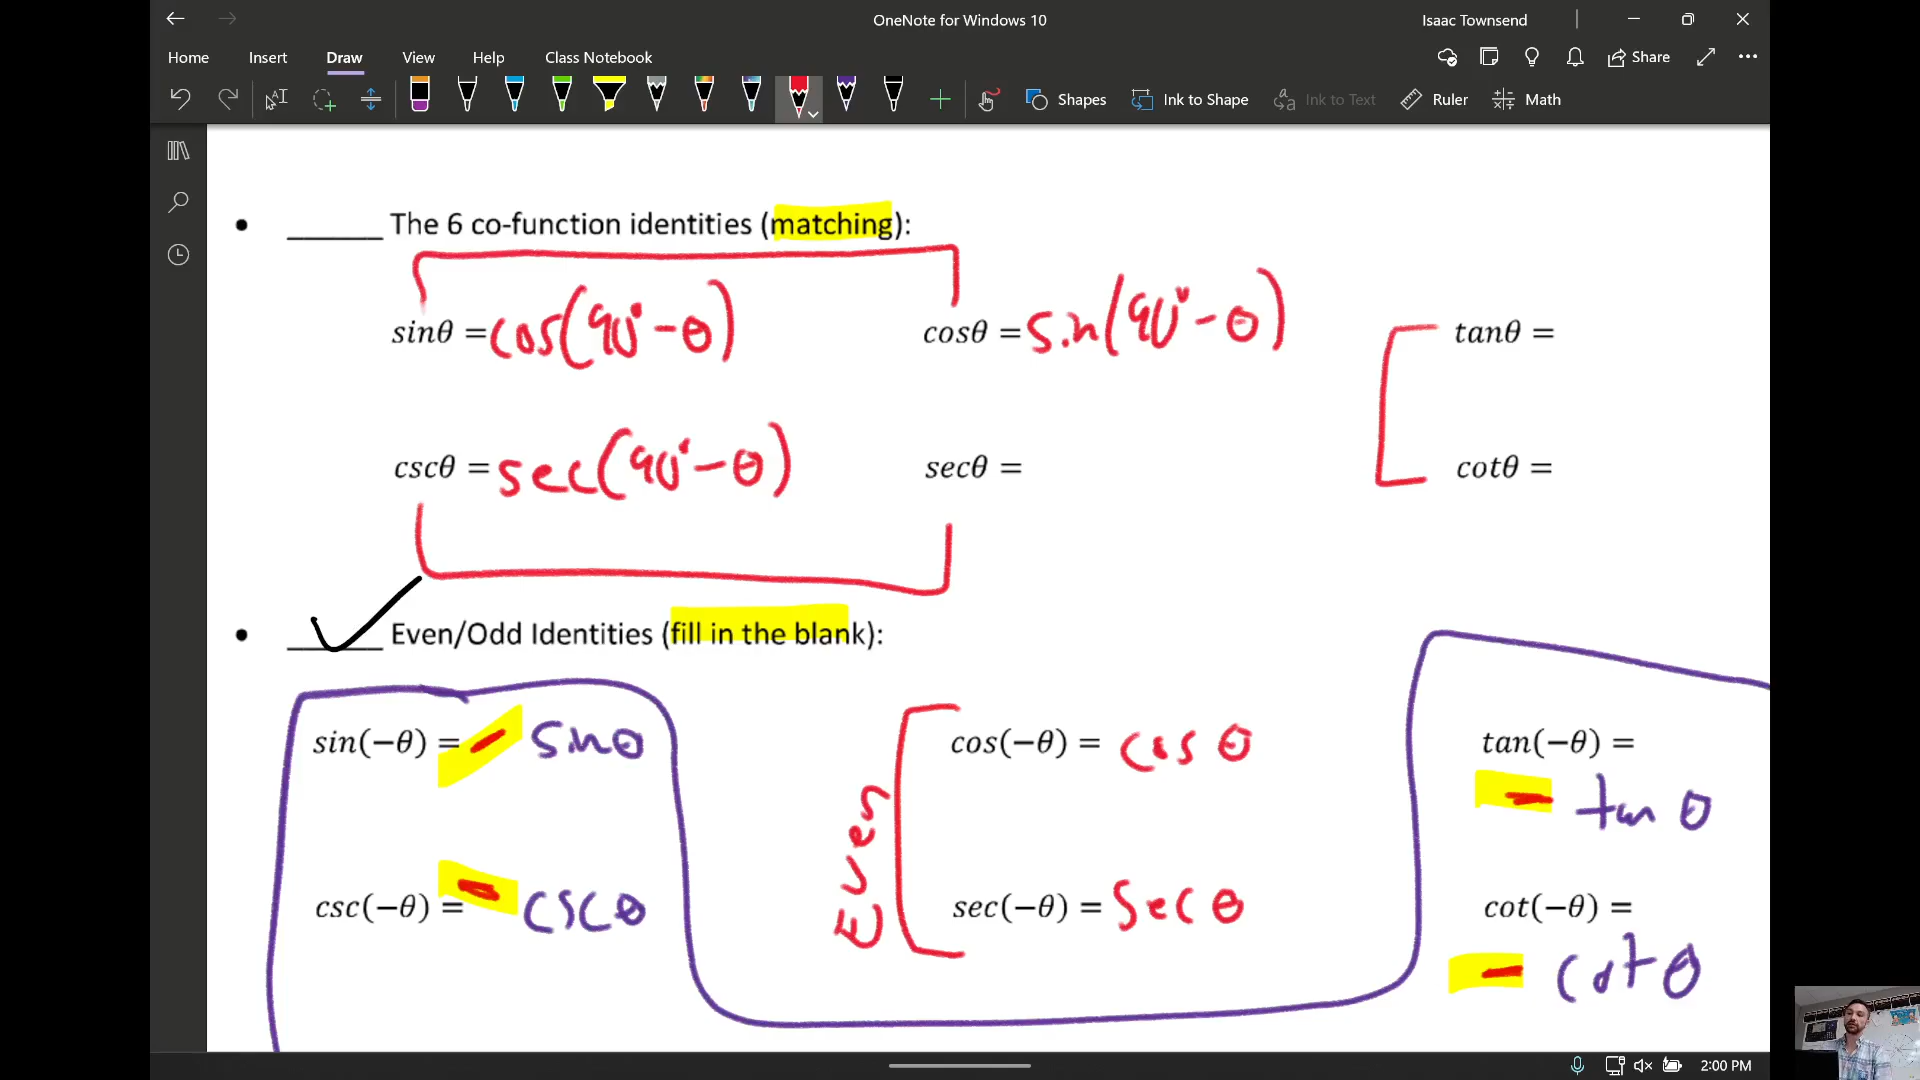 OneNote for Windows 10
Isaac Townsend
Home Insert Draw View Help Class Notebook
Share
Shapes Ink to Shape Ink to Text Ruler Math
• ______ The 6 co-function identities (matching):
sinθ = cos(90°-θ) cosθ = sin(90°-θ) tanθ =
cscθ = sec(90°-θ) secθ = cotθ =
• ______ Even/Odd Identities (fill in the blank):
sin(−θ) = - sinθ cos(−θ) = cos θ tan(−θ) =
- tan θ
Even
csc(−θ) = - cscθ sec(−θ) = sec θ cot(−θ) =
- cot θ
2:00 PM